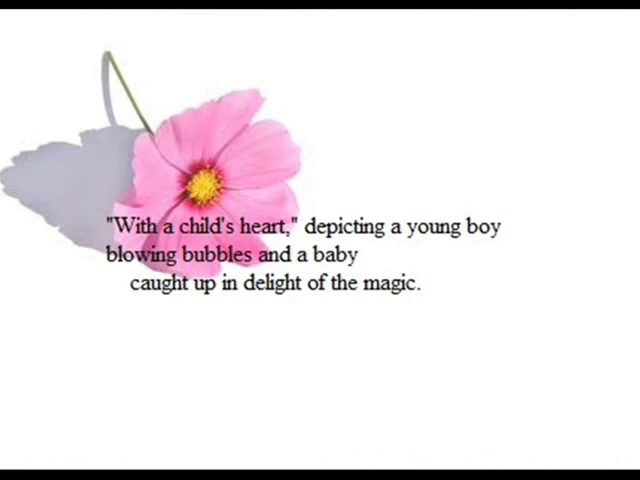 "With a child's heart," depicting a young boy
blowing bubbles and a baby
caught up in delight of the magic.